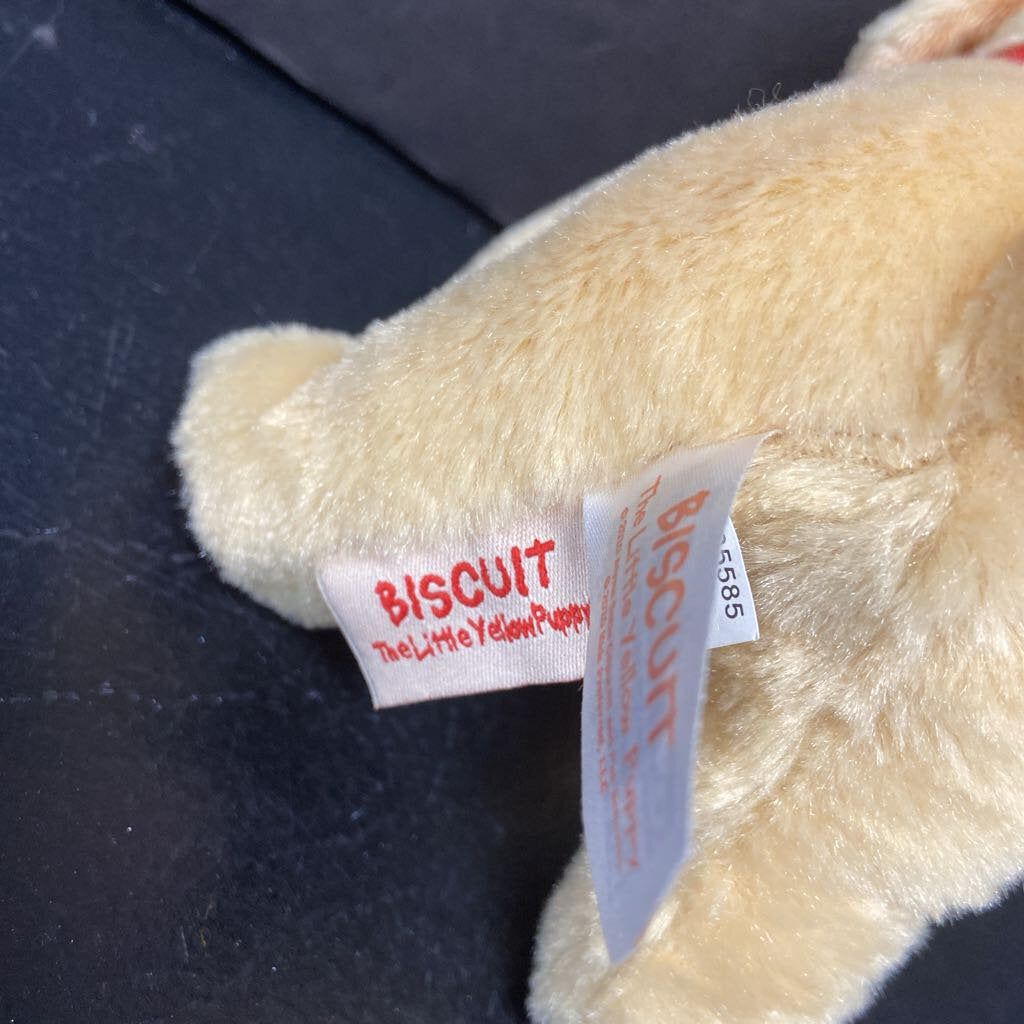 BISCUIT
The Little Yellow Puppy
BISCUIT
The Little Yellow Puppy
5585